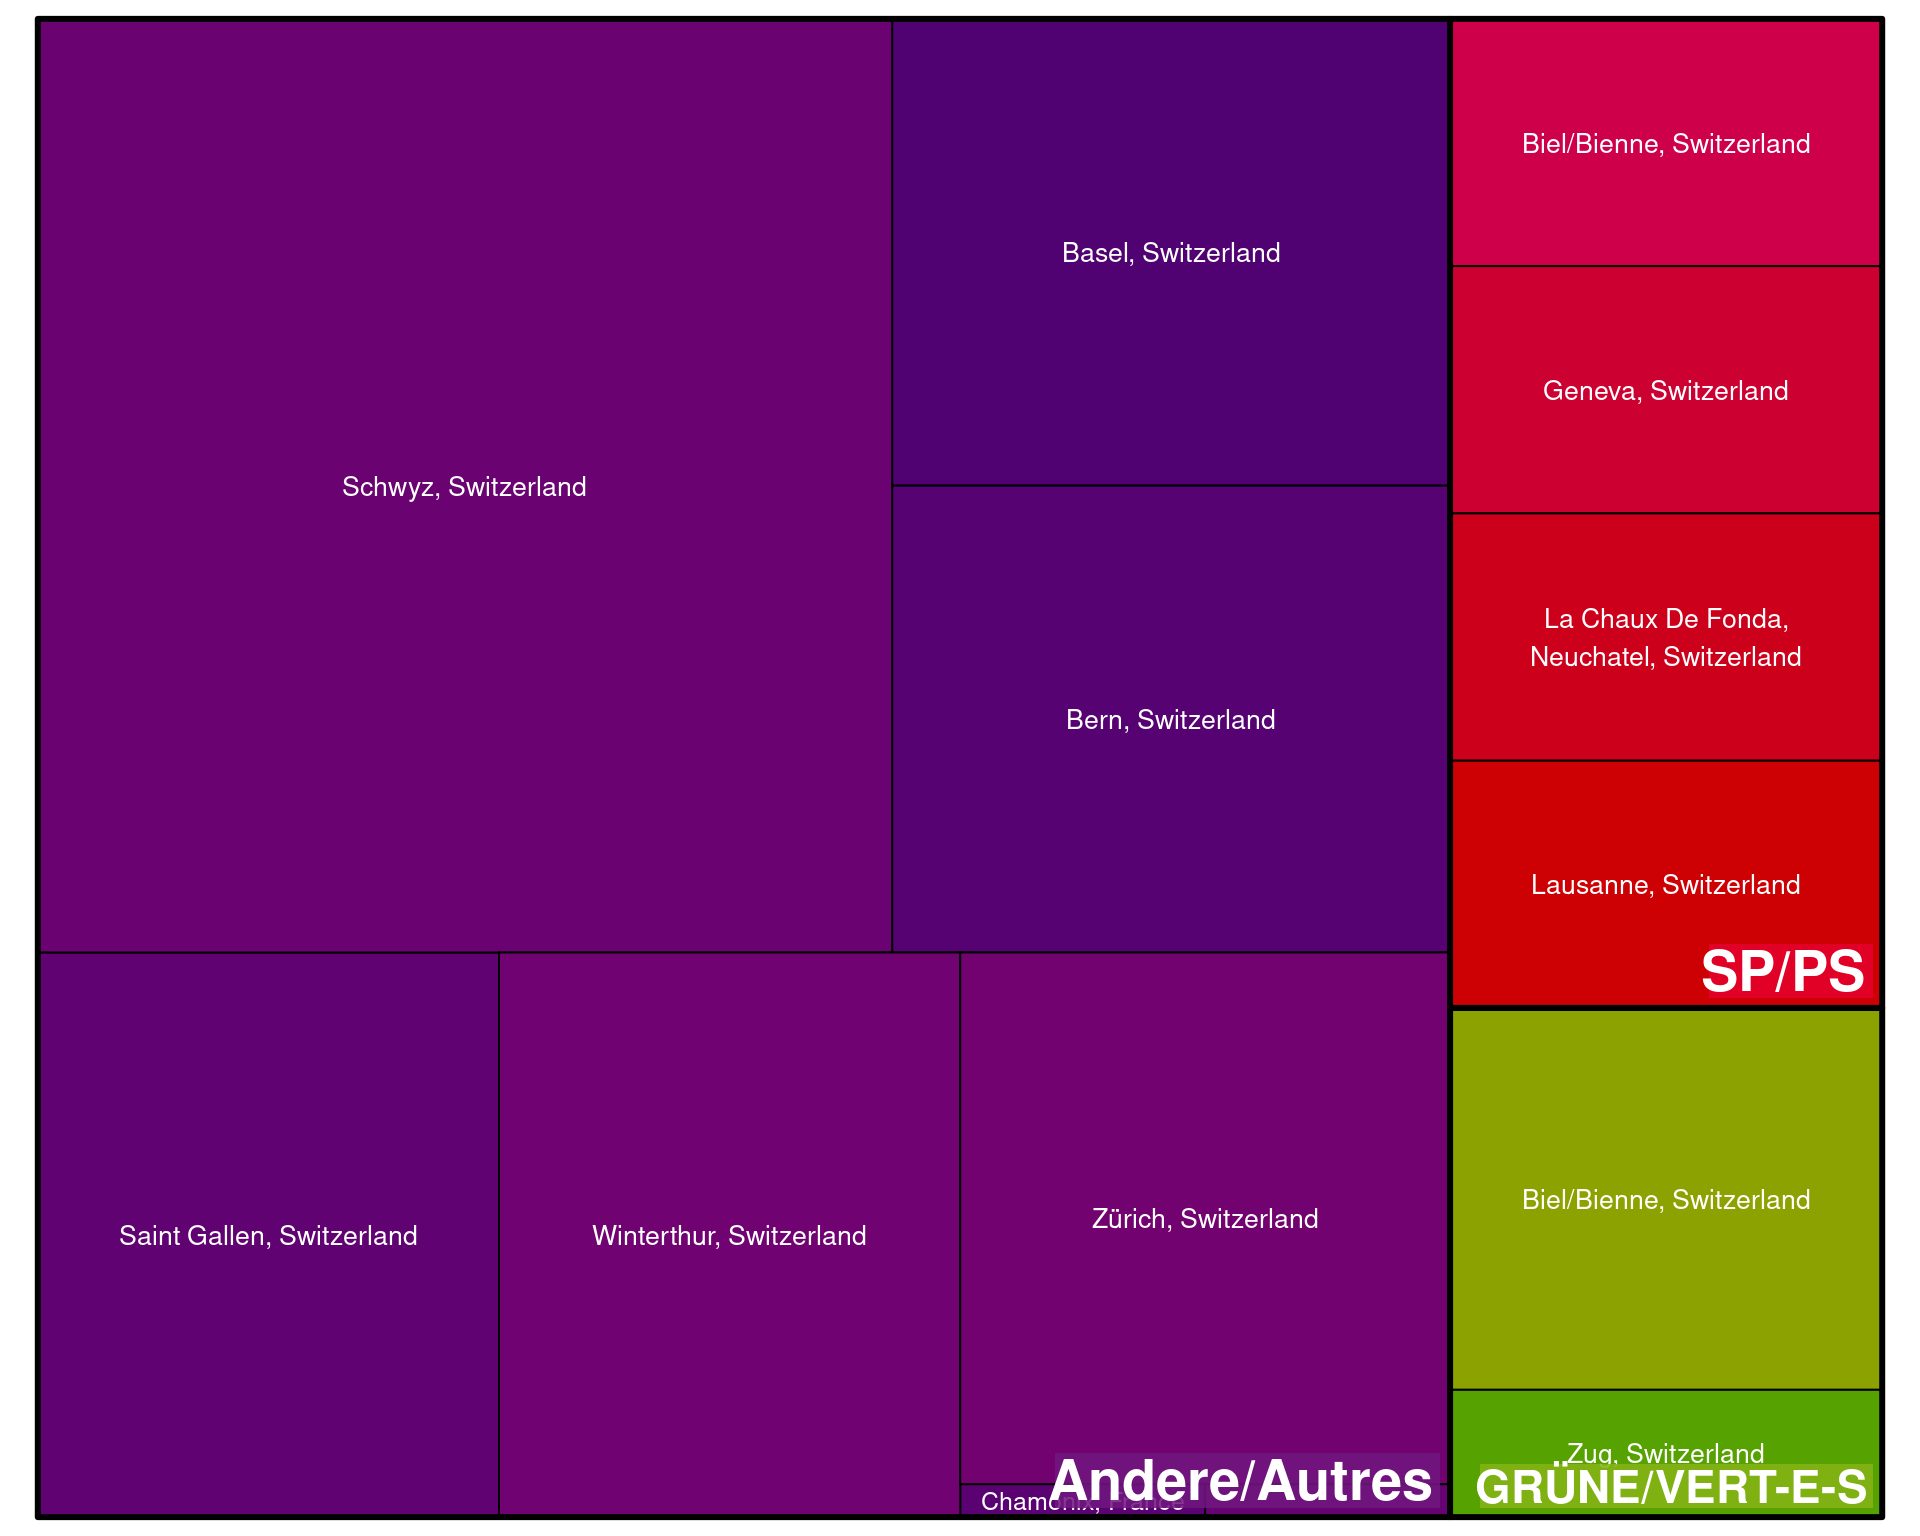 Schwyz, Switzerland
Basel, Switzerland
Bern, Switzerland
Saint Gallen, Switzerland
Winterthur, Switzerland
Zürich, Switzerland
Chamonix, France
Andere/Autres
Biel/Bienne, Switzerland
Geneva, Switzerland
La Chaux De Fonda,
Neuchatel, Switzerland
Lausanne, Switzerland
SP/PS
Biel/Bienne, Switzerland
Zug, Switzerland
GRÜNE/VERT-E-S